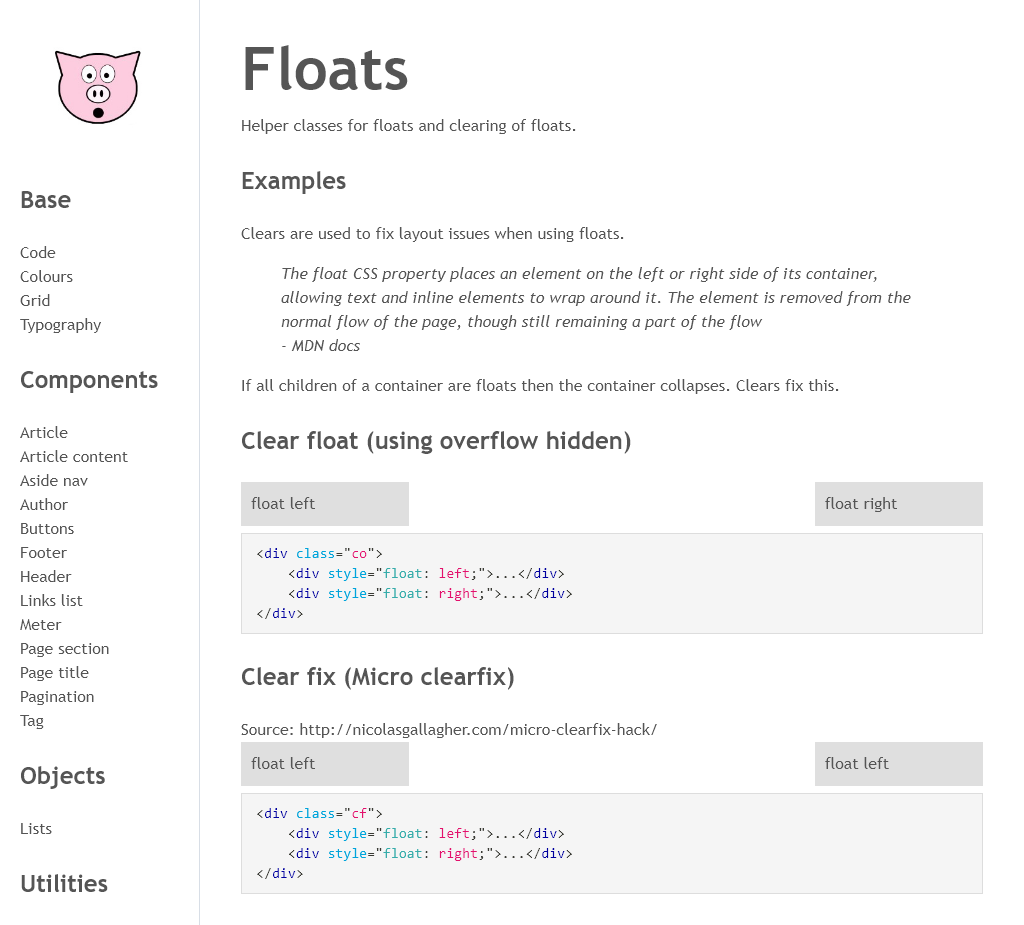 Base
Code
Colours
Grid
Typography
Components
Article
Article content
Aside nav
Author
Buttons
Footer
Header
Links list
Meter
Page section
Page title
Pagination
Tag
Objects
Lists
Utilities
Floats
Helper classes for floats and clearing of floats.
Examples
Clears are used to fix layout issues when using floats.
The float CSS property places an element on the left or right side of its container,
allowing text and inline elements to wrap around it. The element is removed from the
normal flow of the page, though still remaining a part of the flow
- MDN docs
If all children of a container are floats then the container collapses. Clears fix this.
Clear float (using overflow hidden)
float left
float right
<div class="co">
    <div style="float: left;">...</div>
    <div style="float: right;">...</div>
</div>
Clear fix (Micro clearfix)
Source: http://nicolasgallagher.com/micro-clearfix-hack/
float left
float left
<div class="cf">
    <div style="float: left;">...</div>
    <div style="float: right;">...</div>
</div>